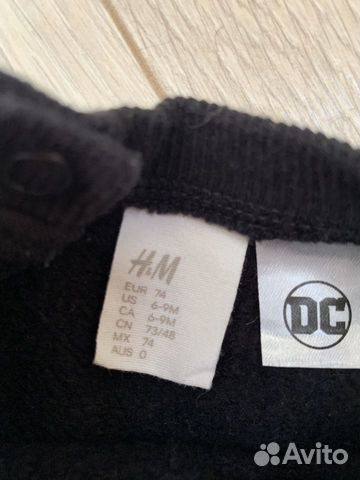 H&M
EUR 74
US 6-9M
CA 6-9M
CN 73/48
MX 74
AUS 0
DC
Avito